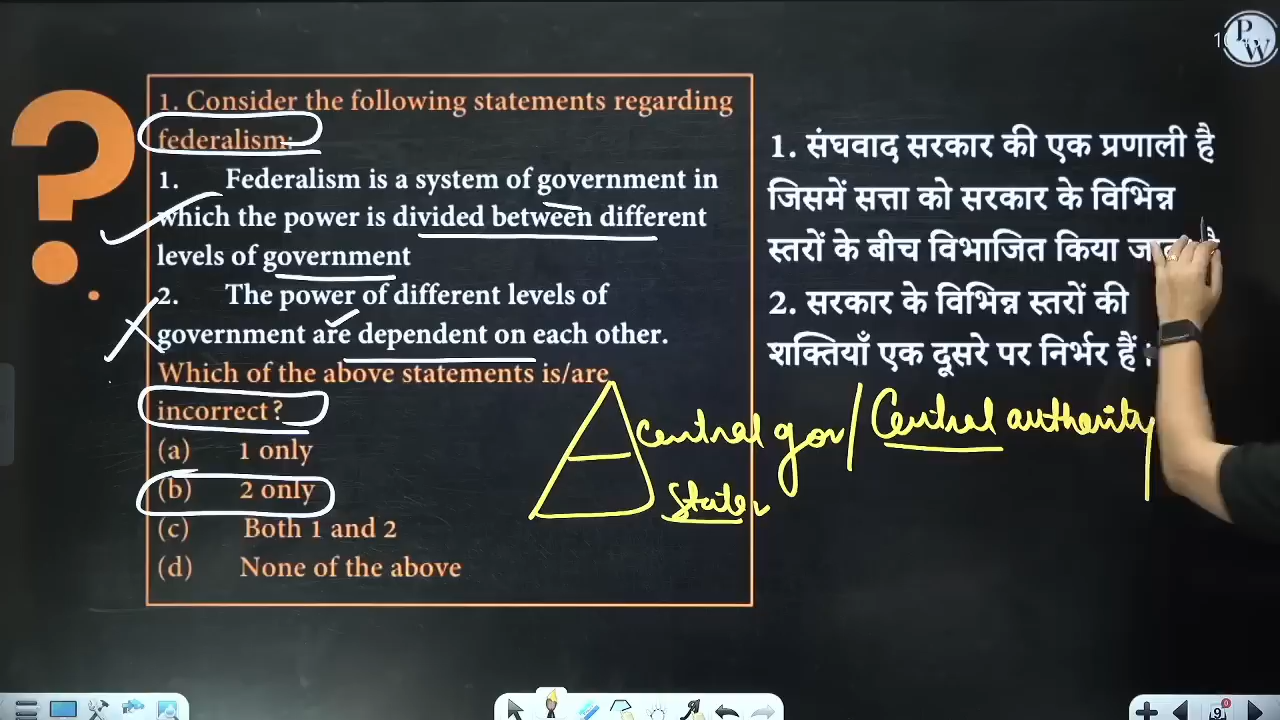 PW
1. Consider the following statements regarding
federalism:
1. Federalism is a system of government in
which the power is divided between different
levels of government
2. The power of different levels of
government are dependent on each other.
Which of the above statements is/are
incorrect?
(a) 1 only
(b) 2 only
(c) Both 1 and 2
(d) None of the above
1. संघवाद सरकार की एक प्रणाली है
जिसमें सत्ता को सरकार के विभिन्न
स्तरों के बीच विभाजित किया
2. सरकार के विभिन्न स्तरों की
शक्तियाँ एक दूसरे पर निर्भर हैं।
central gov / Central authority
States
9